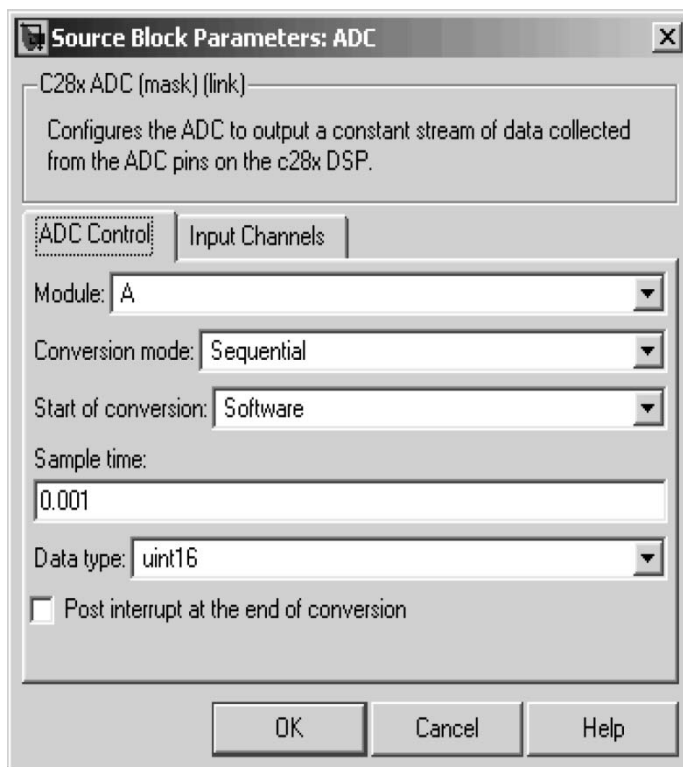 Source Block Parameters: ADC
C28x ADC (mask) (link)
Configures the ADC to output a constant stream of data collected
from the ADC pins on the c28x DSP.
ADC Control Input Channels
Module: A
Conversion mode: Sequential
Start of conversion: Software
Sample time:
0.001
Data type: uint16
Post interrupt at the end of conversion
OK Cancel Help